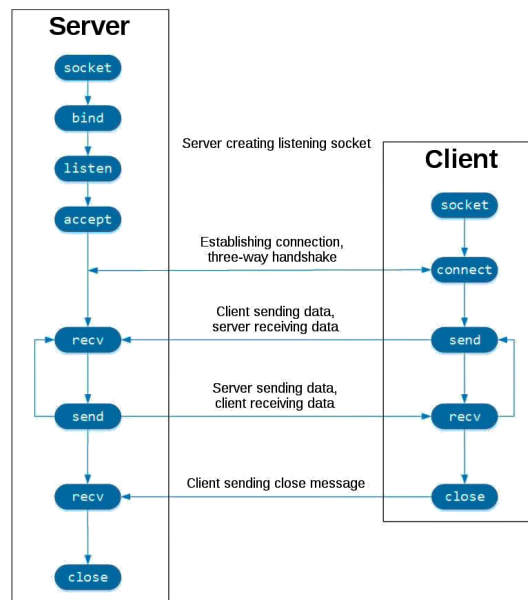 Server
socket
bind
listen
accept
recv
send
recv
close
Server creating listening socket
Establishing connection,
three-way handshake
Client sending data,
server receiving data
Server sending data,
client receiving data
Client sending close message
Client
socket
connect
send
recv
close